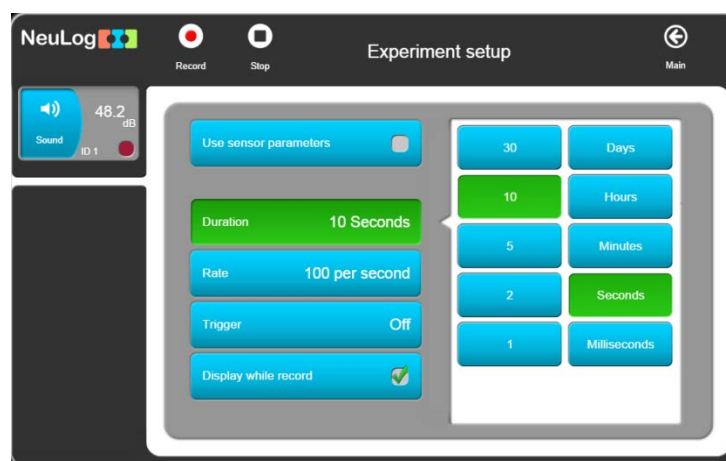 NeuLog
Record
Stop
Experiment setup
Main
48.2
dB
Sound
ID 1
Use sensor parameters
Duration 10 Seconds
Rate 100 per second
Trigger Off
Display while record
30 Days
10 Hours
5 Minutes
2 Seconds
1 Milliseconds